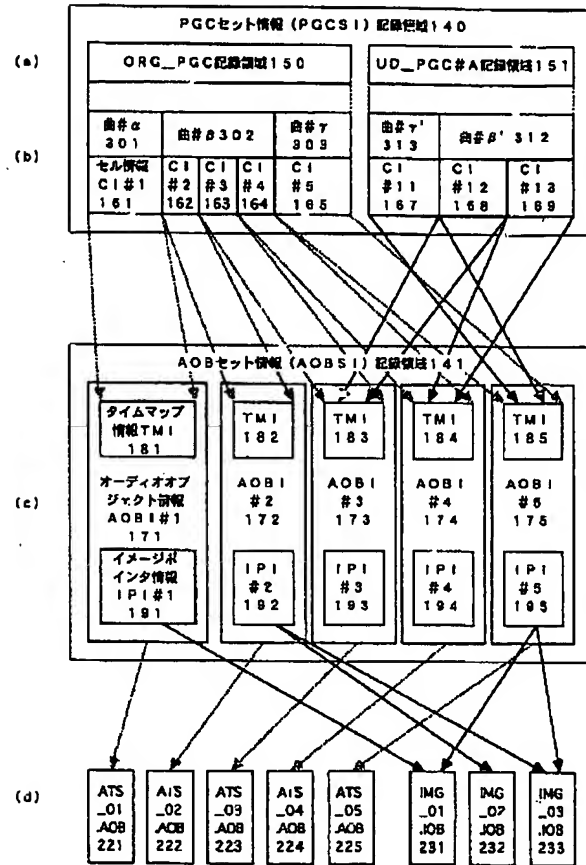 PGCセット情報（PGCSI）記録領域140
(a)
ORG_PGC記録領域150
UD_PGC#A記録領域151
(b)
曲#α
301
曲#β302
曲#γ
303
曲#γ'
313
曲#β'312
セル情報
CI#1
161
CI
#2
162
CI
#3
163
CI
#4
164
CI
#5
165
CI
#11
167
CI
#12
168
CI
#13
169
AOBセット情報（AOBSI）記録領域141
(c)
タイムマップ
情報TMI
181
TMI
182
TMI
183
TMI
184
TMI
185
オーディオオブ
ジェクト情報
AOBI#1
171
AOBI
#2
172
AOBI
#3
173
AOBI
#4
174
AOBI
#5
175
イメージポ
インタ情報
IPI#1
191
IPI
#2
192
IPI
#3
193
IPI
#4
194
IPI
#5
195
(d)
ATS
_01
.AOB
221
ATS
_02
.AOB
222
ATS
_03
.AOB
223
ATS
_04
.AOB
224
ATS
_05
.AOB
225
IMG
_01
.IOB
231
IMG
_02
.IOB
232
IMG
_03
.IOB
233